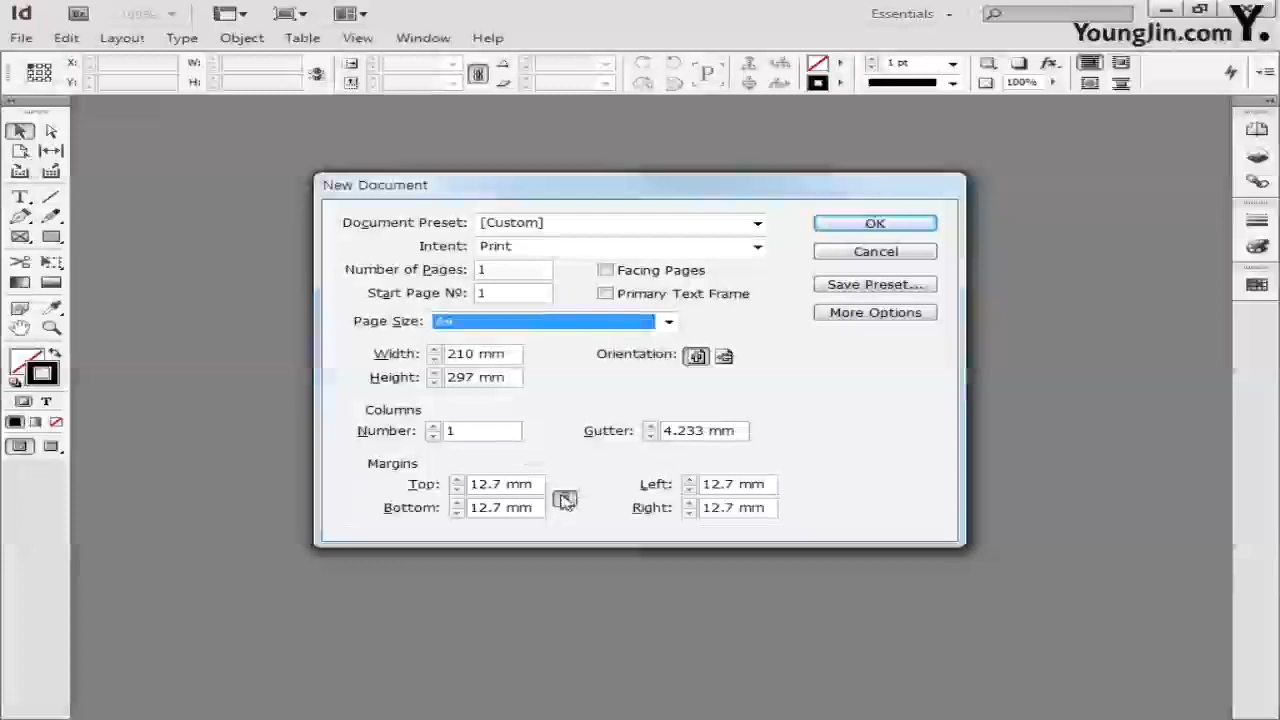 Id Br 100% Essentials
YoungJin.com Y.
File Edit Layout Type Object Table View Window Help
X: W: 1 pt fx.
Y: H: P 100%
New Document
Document Preset: [Custom] OK
Intent: Print Cancel
Number of Pages: 1 Facing Pages Save Preset...
Start Page №: 1 Primary Text Frame More Options
Page Size:
Width: 210 mm Orientation:
Height: 297 mm
Columns
Number: 1 Gutter: 4.233 mm
Margins
Top: 12.7 mm Left: 12.7 mm
Bottom: 12.7 mm Right: 12.7 mm
T
T